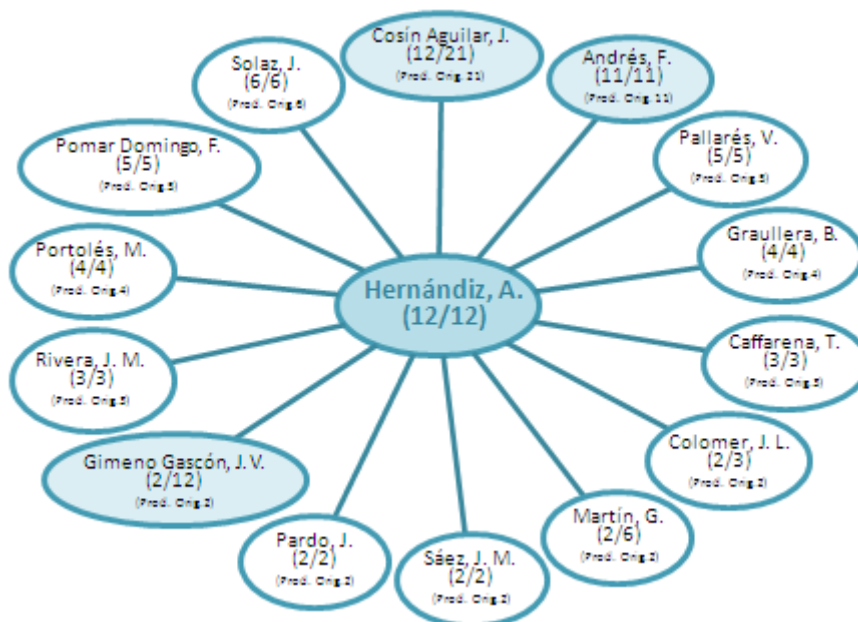 Cosín Aguilar, J.
(12/21)
(Prod. Orig.21)
Andrés, F.
(11/11)
(Prod. Orig.11)
Pallarés, V.
(5/5)
(Prod. Orig.5)
Graullera, B.
(4/4)
(Prod. Orig.4)
Caffarena, T.
(3/3)
(Prod. Orig.3)
Colomer, J. L.
(2/3)
(Prod. Orig.2)
Martín, G.
(2/6)
(Prod. Orig.2)
Sáez, J. M.
(2/2)
(Prod. Orig.2)
Pardo, J.
(2/2)
(Prod. Orig.2)
Gimeno Gascón, J. V.
(2/12)
(Prod. Orig.2)
Rivera, J. M.
(3/3)
(Prod. Orig.3)
Portolés, M.
(4/4)
(Prod. Orig.4)
Pomar Domingo, F.
(5/5)
(Prod. Orig.5)
Solaz, J.
(6/6)
(Prod. Orig.6)
Hernándiz, A.
(12/12)